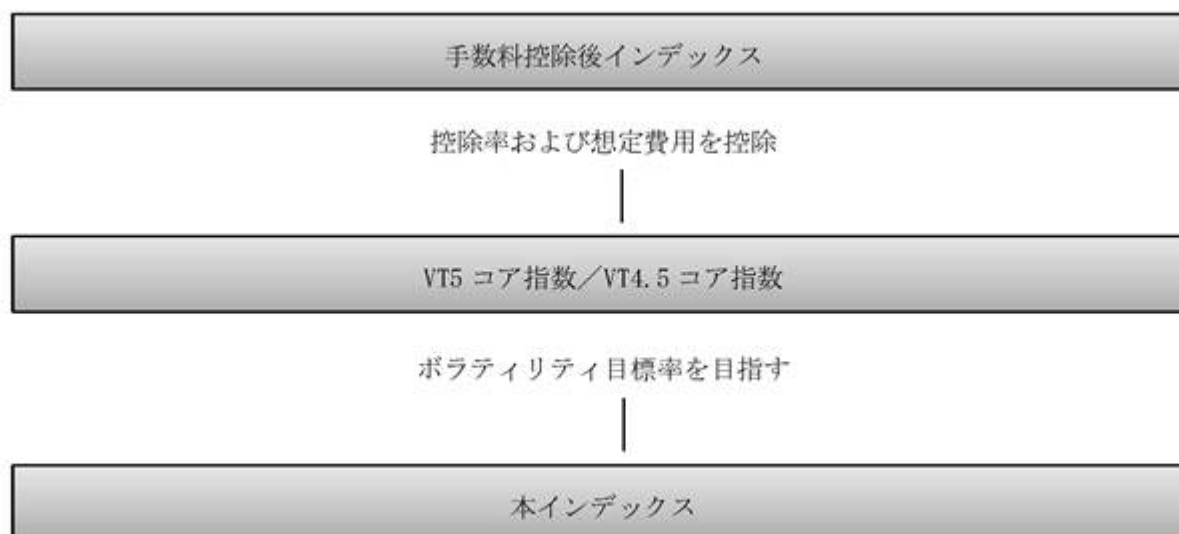 手数料控除後インデックス
控除率および想定費用を控除
VT5 コア指数／VT4.5 コア指数
ボラティリティ目標率を目指す
本インデックス